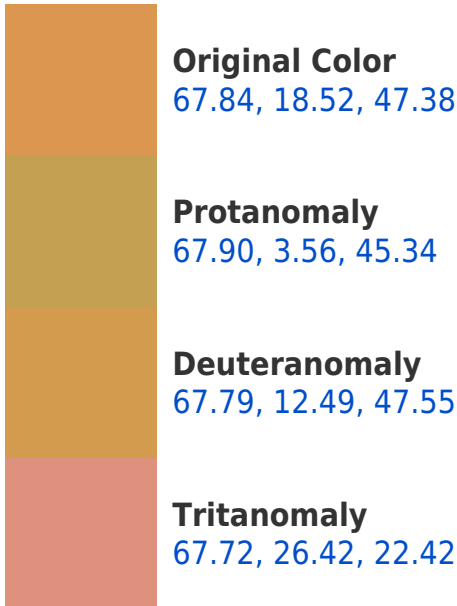 Original Color
67.84, 18.52, 47.38
Protanomaly
67.90, 3.56, 45.34
Deuteranomaly
67.79, 12.49, 47.55
Tritanomaly
67.72, 26.42, 22.42